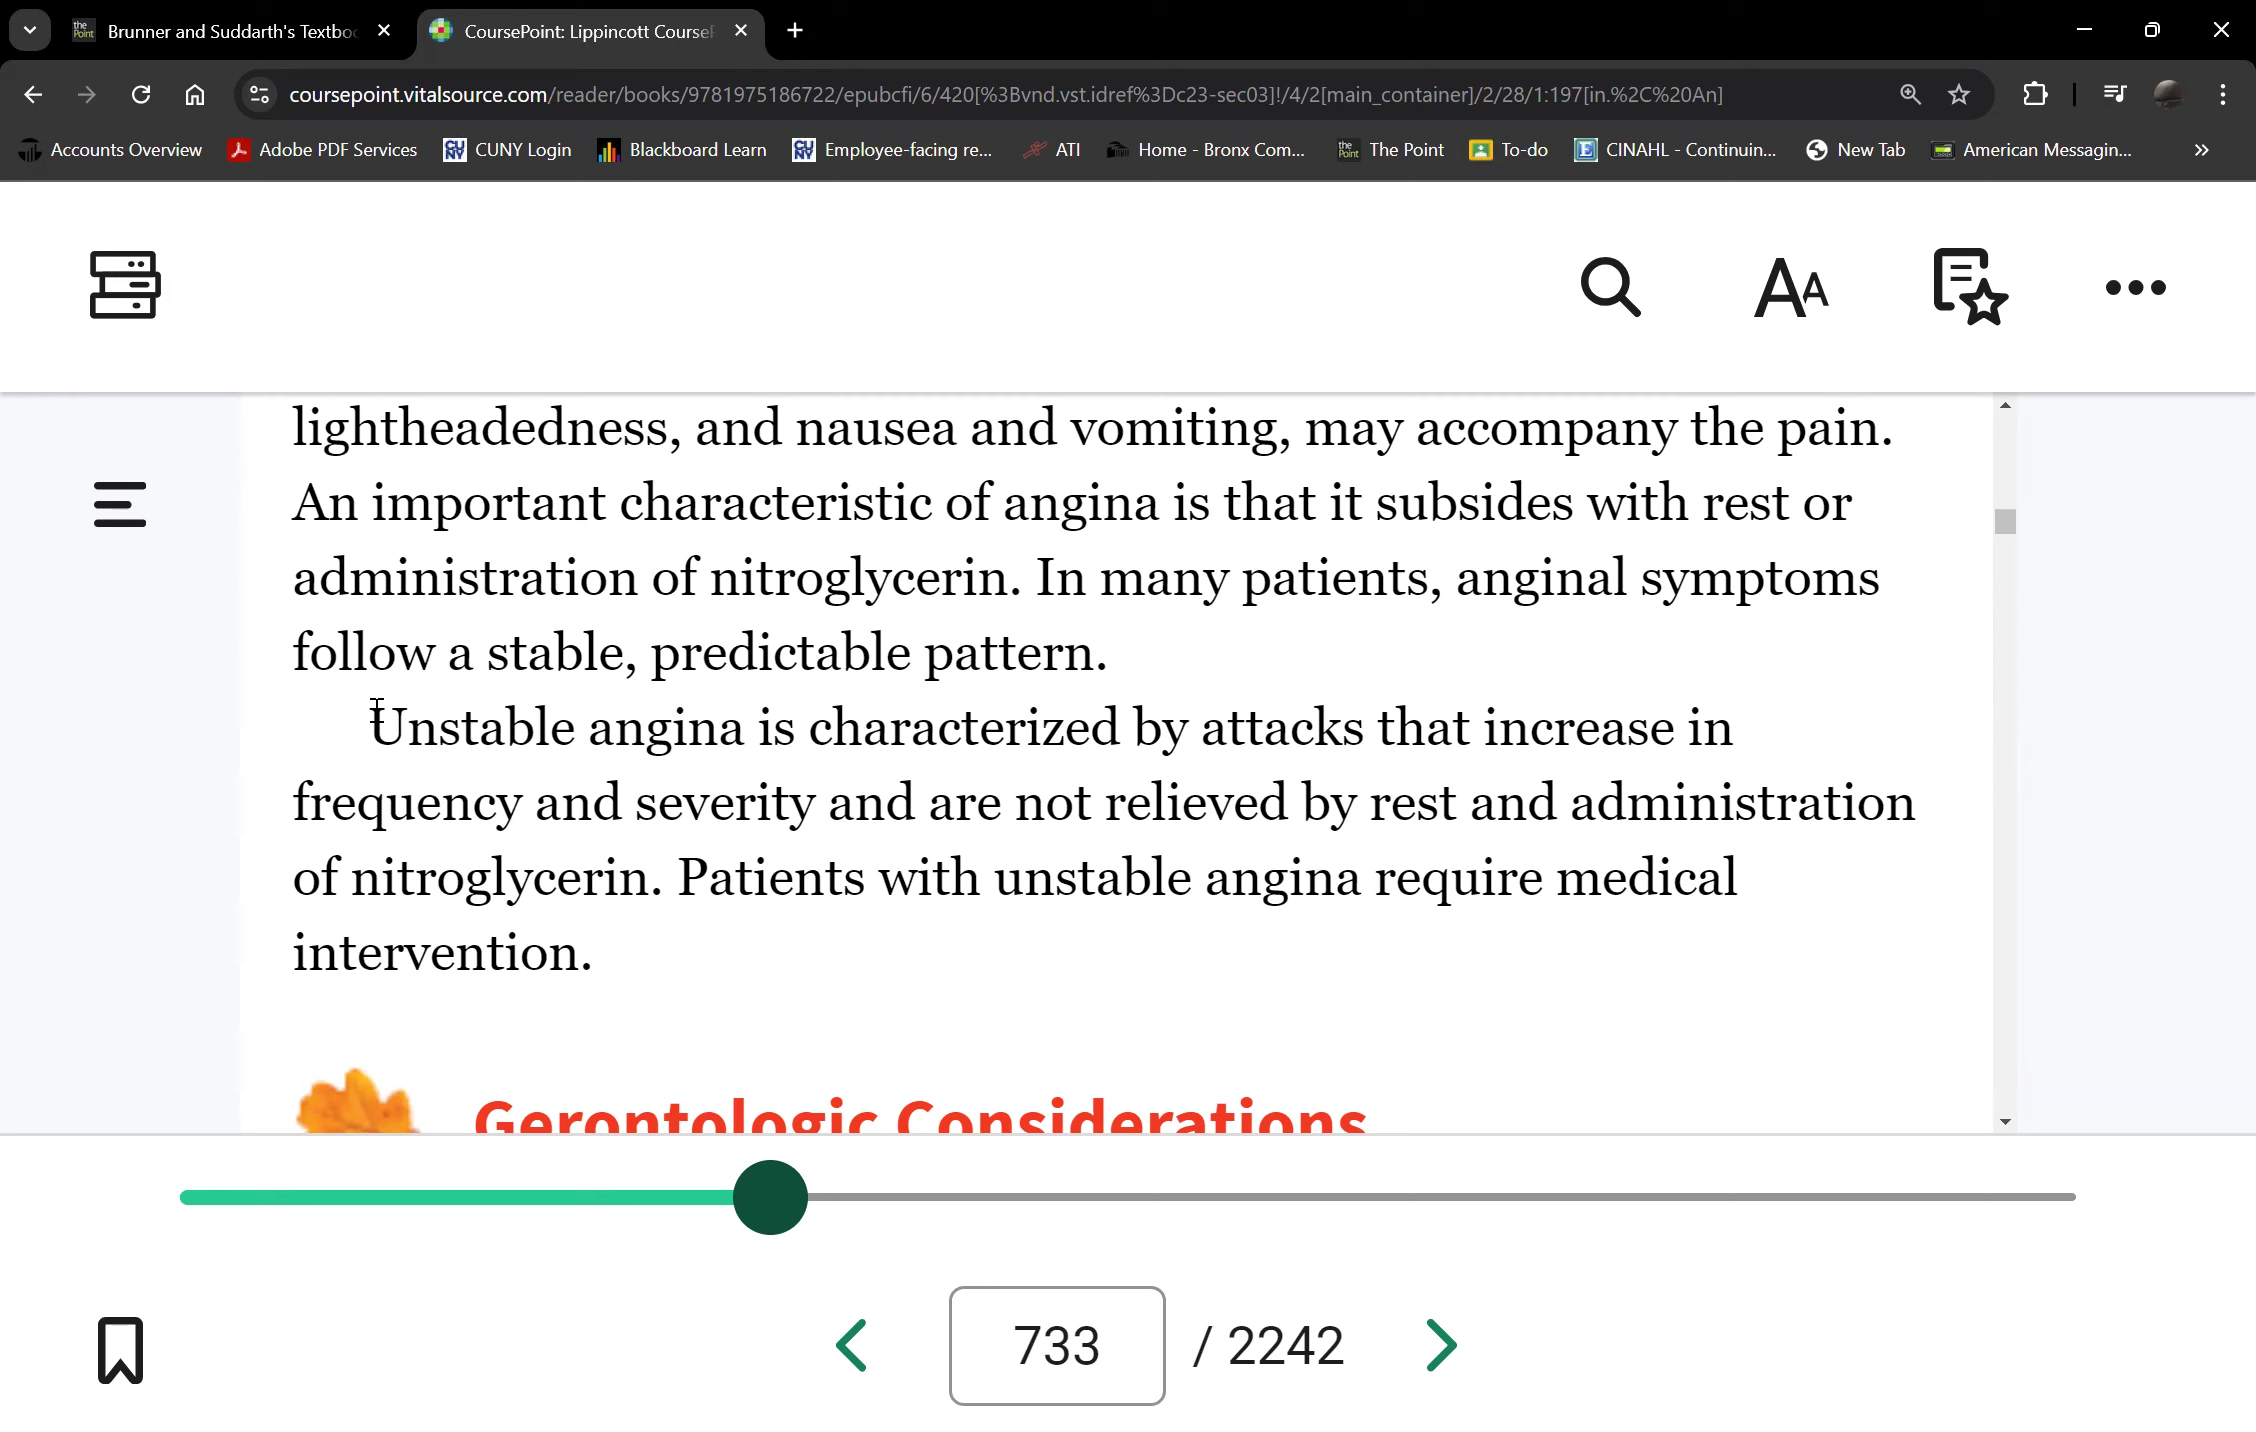 Brunner and Suddarth's Textboo
CoursePoint: Lippincott CourseP
coursepoint.vitalsource.com/reader/books/9781975186722/epubcfi/6/420[%3Bvnd.vst.idref%3Dc23-sec03]!/4/2[main_container]/2/28/1:197[in.%2C%20An]
Accounts Overview
Adobe PDF Services
CUNY Login
Blackboard Learn
Employee-facing re...
ATI
Home - Bronx Com...
The Point
To-do
CINAHL - Continuin...
New Tab
American Messagin...
lightheadedness, and nausea and vomiting, may accompany the pain.
An important characteristic of angina is that it subsides with rest or
administration of nitroglycerin. In many patients, anginal symptoms
follow a stable, predictable pattern.
Unstable angina is characterized by attacks that increase in
frequency and severity and are not relieved by rest and administration
of nitroglycerin. Patients with unstable angina require medical
intervention.
Gerontologic Considerations
733 / 2242